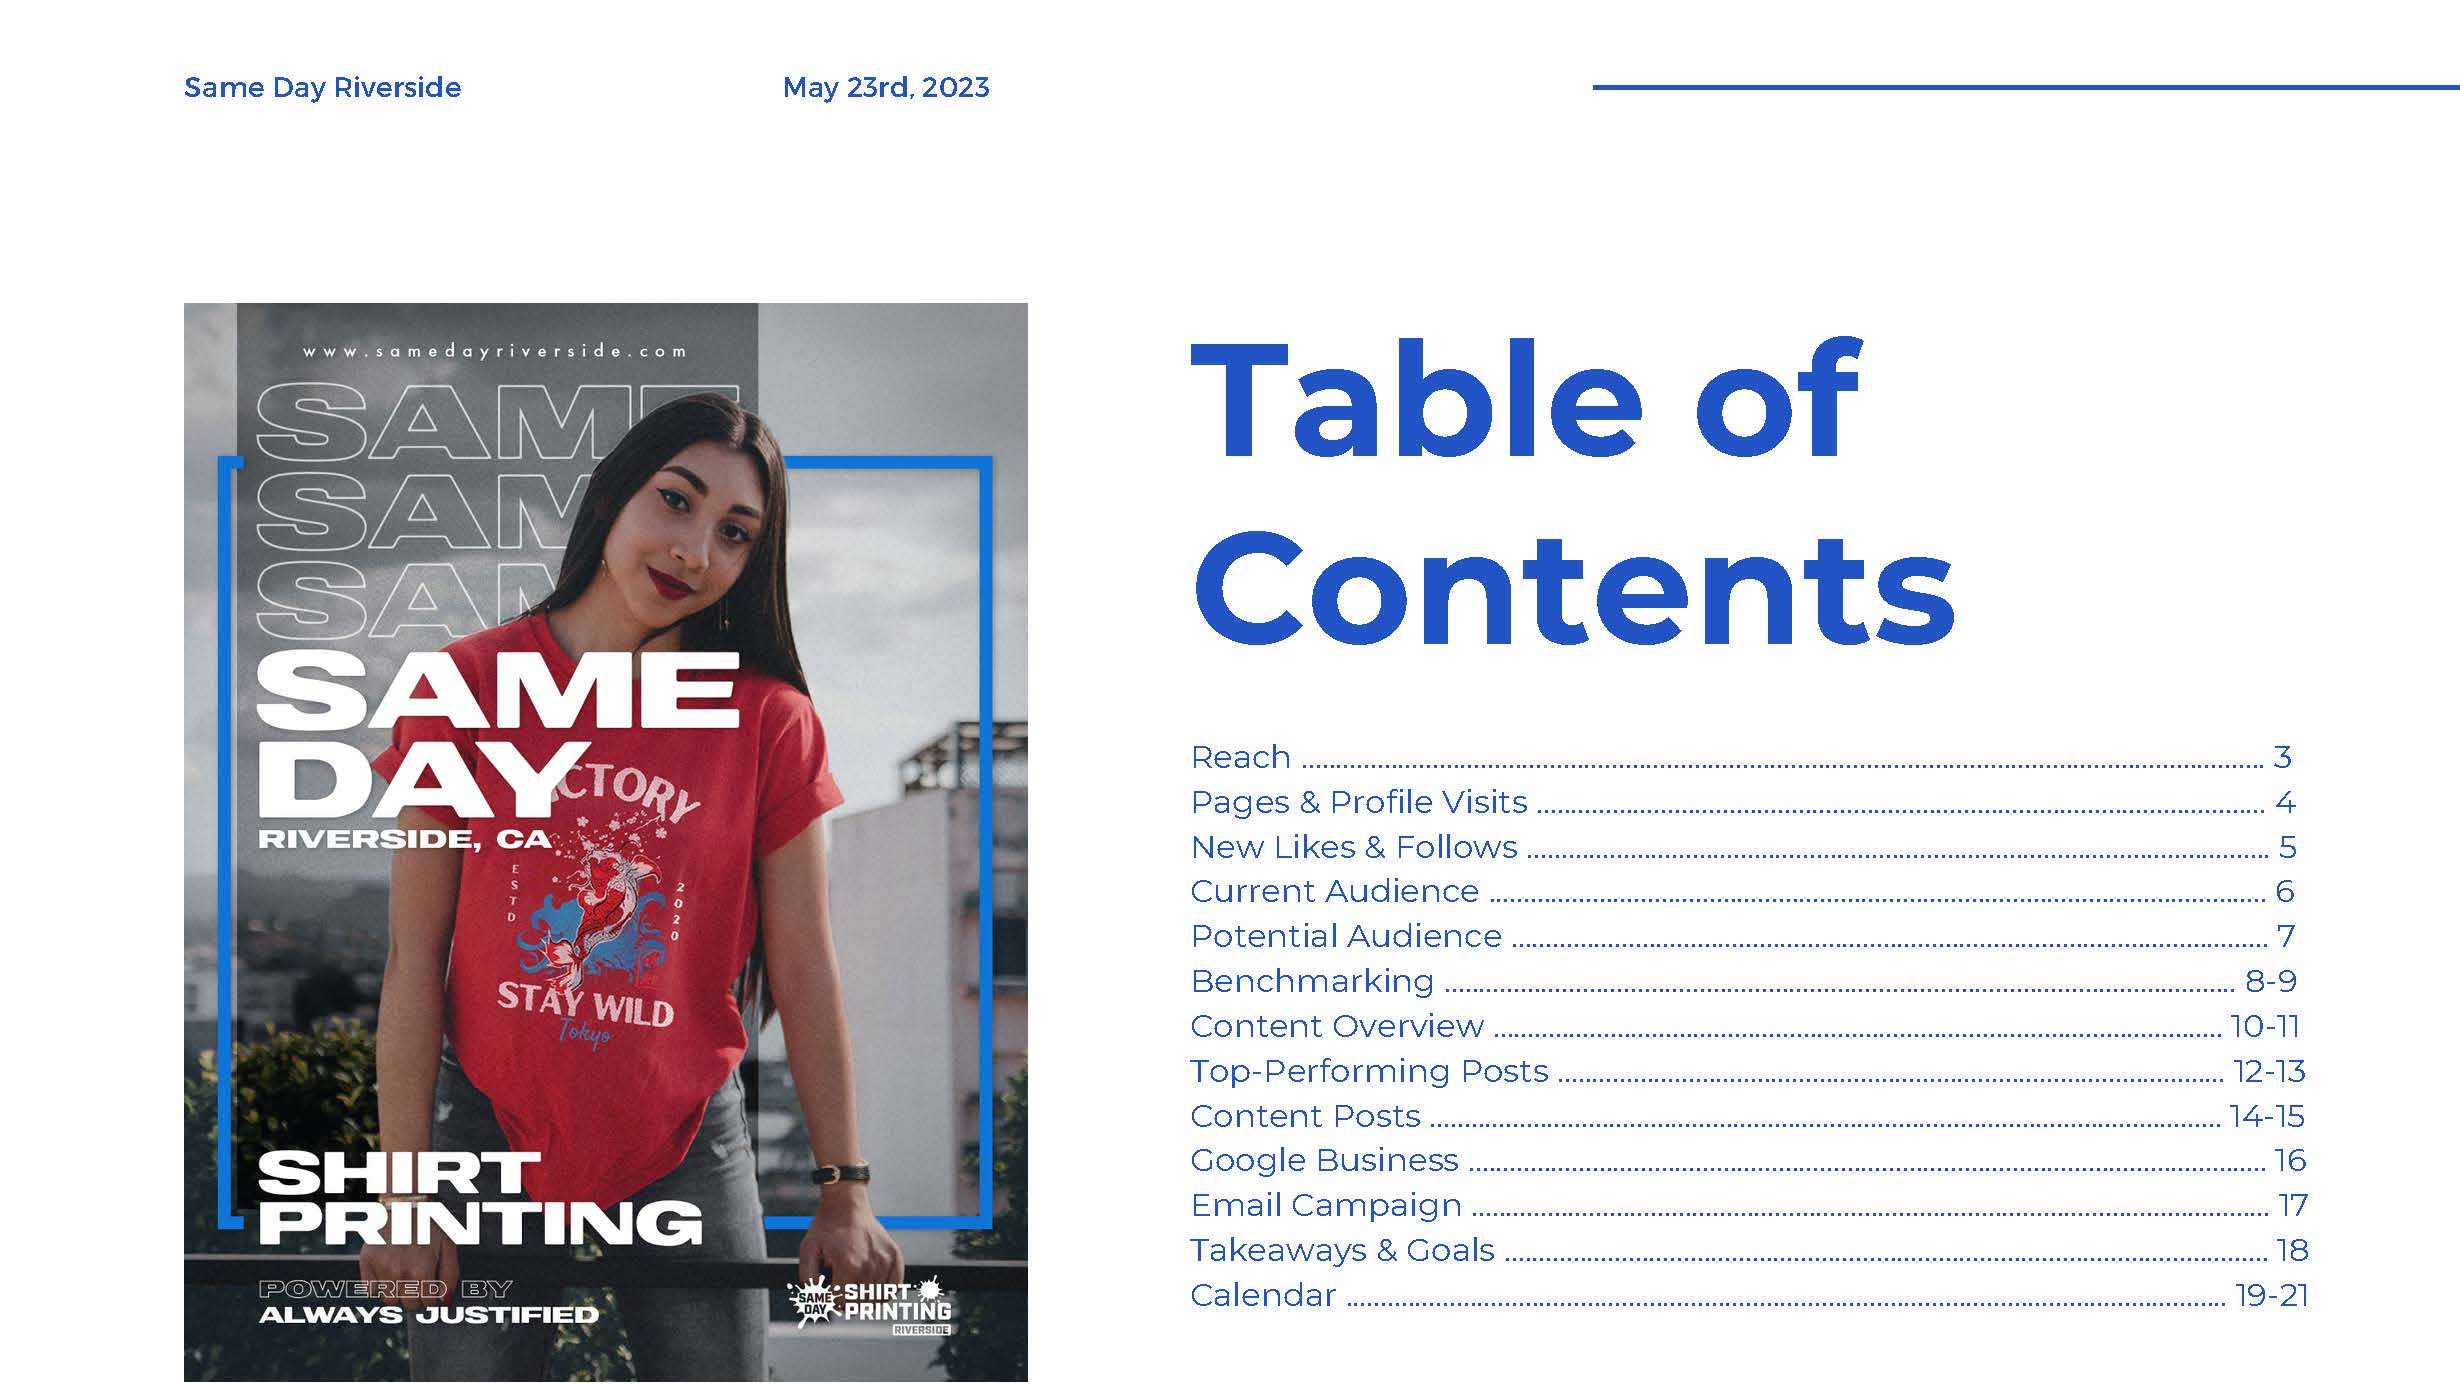 Same Day Riverside
May 23rd, 2023
www.samedayriverside.com
SAME
SAM
SAM
SAME
DAY
RIVERSIDE, CA
CTORY
ESTD
2020
STAY WILD
Tokyo
SHIRT
PRINTING
POWERED BY
ALWAYS JUSTIFIED
SAME DAY
SHIRT
PRINTING
RIVERSIDE
Table of
Contents
Reach ........ 3
Pages & Profile Visits ........ 4
New Likes & Follows ........ 5
Current Audience ........ 6
Potential Audience ........ 7
Benchmarking ........ 8-9
Content Overview ........ 10-11
Top-Performing Posts ........ 12-13
Content Posts ........ 14-15
Google Business ........ 16
Email Campaign ........ 17
Takeaways & Goals ........ 18
Calendar ........ 19-21